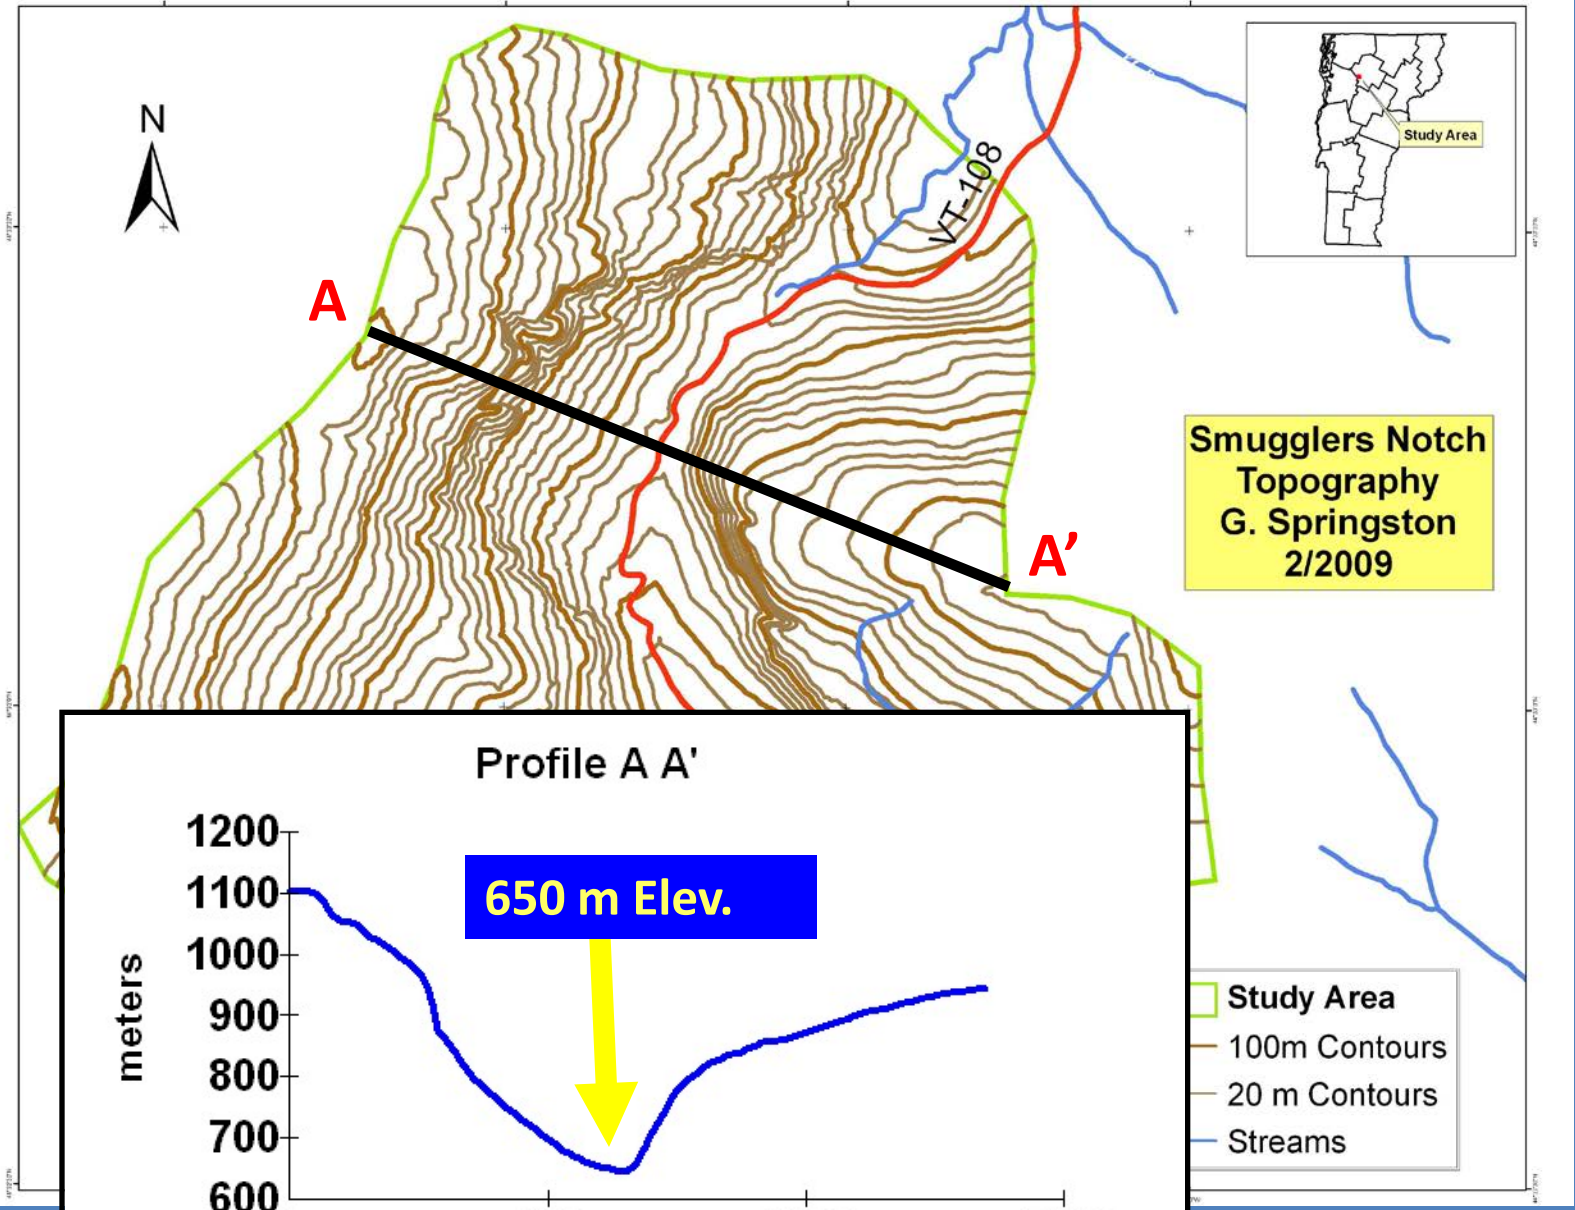 N
VT-108
Study Area
A
A’
Smugglers Notch
Topography
G. Springston
2/2009
Profile A A'
1200
1100
1000
900
800
700
600
meters
650 m Elev.
Study Area
100m Contours
20 m Contours
Streams